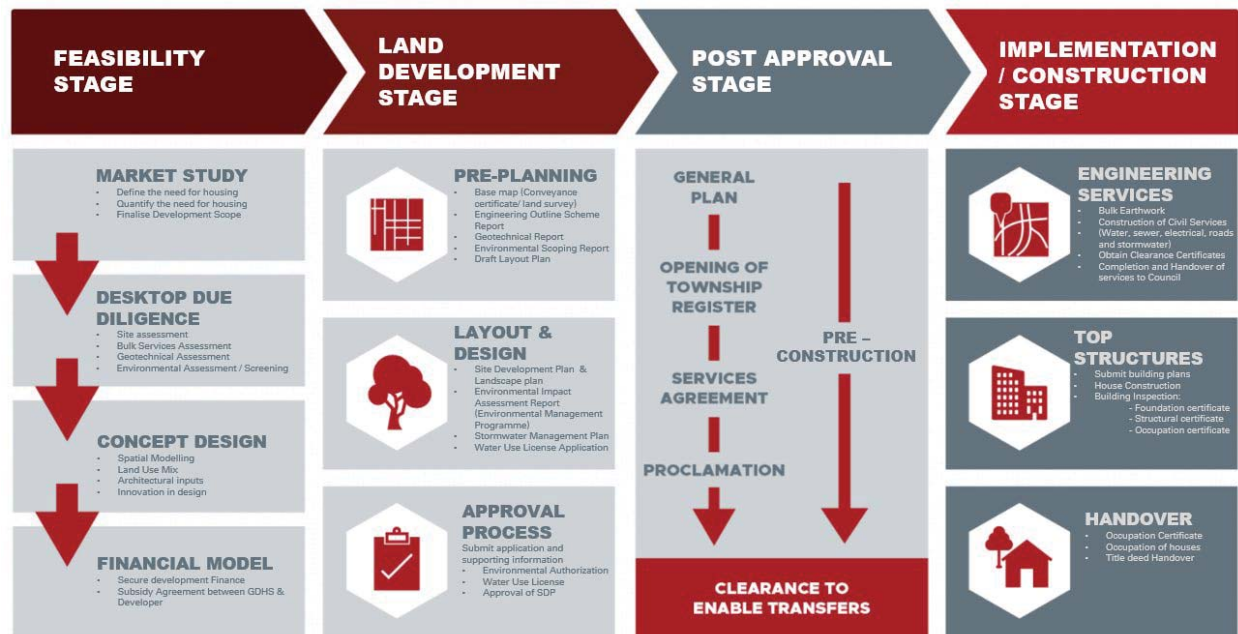 FEASIBILITY
STAGE
LAND
DEVELOPMENT
STAGE
POST APPROVAL
STAGE
IMPLEMENTATION
/ CONSTRUCTION
STAGE
MARKET STUDY
• Define the need for housing
• Quantify the need for housing
• Finalise Development Scope
DESKTOP DUE
DILIGENCE
• Site assessment
• Bulk Services Assessment
• Geotechnical Assessment
• Environmental Assessment / Screening
CONCEPT DESIGN
• Spatial Modelling
• Land Use Mix
• Architectural inputs
• Innovation in design
FINANCIAL MODEL
• Secure development Finance
• Subsidy Agreement between GDHS &
Developer
PRE-PLANNING
• Base map (Conveyance
certificate/ land survey)
• Engineering Outline Scheme
Report
• Geotechnical Report
• Environmental Scoping Report
• Draft Layout Plan
LAYOUT &
DESIGN
• Site Development Plan &
Landscape plan
• Environmental Impact
Assessment Report
(Environmental Management
Programme)
• Stormwater Management Plan
• Water Use License Application
APPROVAL
PROCESS
Submit application and
supporting information
• Environmental Authorization
• Water Use License
• Approval of SDP
GENERAL
PLAN
OPENING OF
TOWNSHIP
REGISTER
SERVICES
AGREEMENT
PROCLAMATION
PRE –
CONSTRUCTION
CLEARANCE TO
ENABLE TRANSFERS
ENGINEERING
SERVICES
• Bulk Earthwork
• Construction of Civil Services
• (Water, sewer, electrical, roads
and stormwater)
• Obtain Clearance Certificates
• Completion and Handover of
services to Council
TOP
STRUCTURES
• Submit building plans
• House Construction
• Building Inspection:
- Foundation certificate
- Structural certificate
- Occupation certificate
HANDOVER
• Occupation Certificate
• Occupation of houses
• Title deed Handover